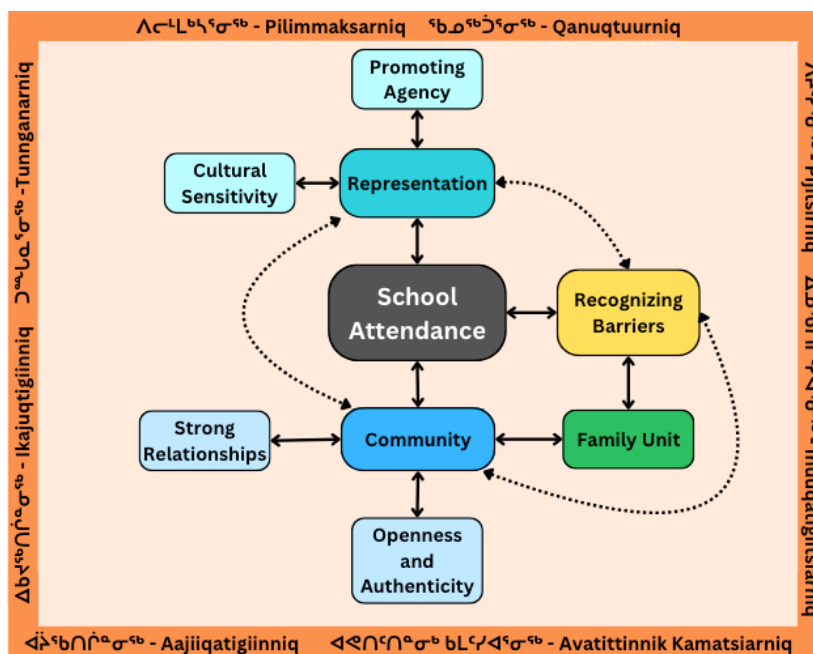 ᐱᓕᒻᒪᒃᓴᕐᓂᖅ - Pilimmaksarniq ᖃᓄᖅᑑᕐᓂᖅ - Qanuqtuurniq
Promoting
Agency
Cultural
Sensitivity
Representation
School
Attendance
Recognizing
Barriers
Strong
Relationships
Community
Family Unit
Openness
and
Authenticity
ᑐᙵᓇᕐᓂᖅ -Tunnganarniq
ᐃᑲᔪᖅᑎᒌᓐᓂᖅ - Ikajuqtigiinniq
Pijitsirniq
Inuuqatigiitsiarniq
ᐋᔩᖃᑎᒌᓐᓂᖅ - Aajiiqatigiinniq ᐊᕙᑎᑦᑎᓐᓂᒃ ᑲᒪᑦᓯᐊᕐᓂᖅ - Avatittinnik Kamatsiarniq